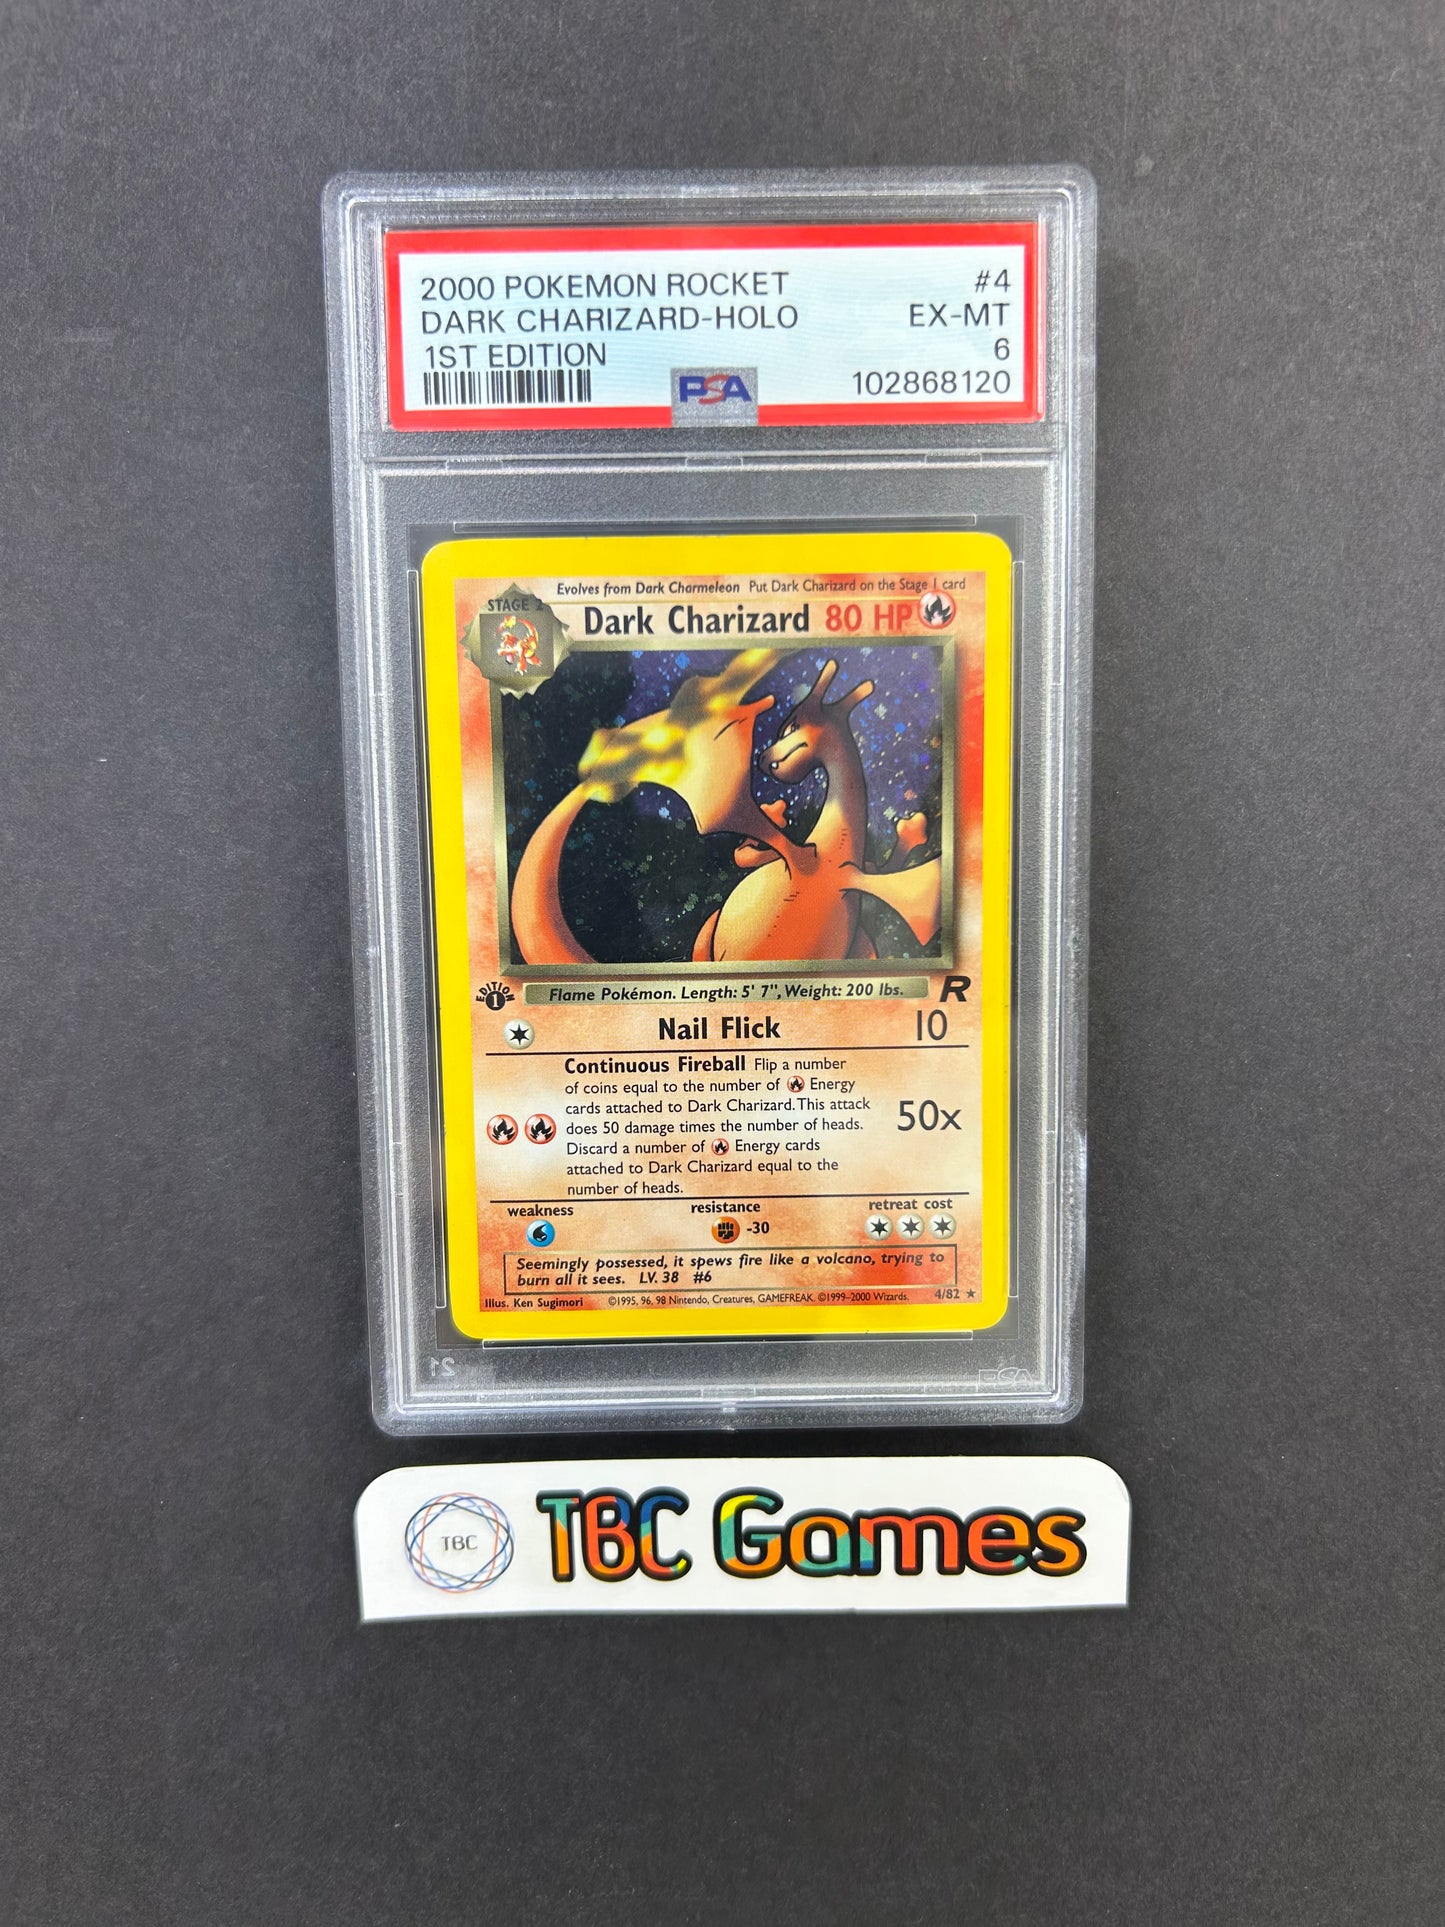 2000 POKEMON ROCKET #4
DARK CHARIZARD-HOLO EX-MT
1ST EDITION 6
PSA 102868120
Evolves from Dark Charmeleon Put Dark Charizard on the Stage 1 card
STAGE 2
Dark Charizard 80 HP
EDITION 1
Flame Pokémon. Length: 5' 7", Weight: 200 lbs.
R
Nail Flick 10
Continuous Fireball Flip a number
of coins equal to the number of Energy
cards attached to Dark Charizard. This attack
does 50 damage times the number of heads.
Discard a number of Energy cards
attached to Dark Charizard equal to the
number of heads.
50x
weakness resistance retreat cost
-30
Seemingly possessed, it spews fire like a volcano, trying to
burn all it sees. LV. 38 #6
Illus. Ken Sugimori ©1995, 96, 98 Nintendo, Creatures, GAMEFREAK. ©1999-2000 Wizards. 4/82 ★
21
PSA
TBC TBC Games